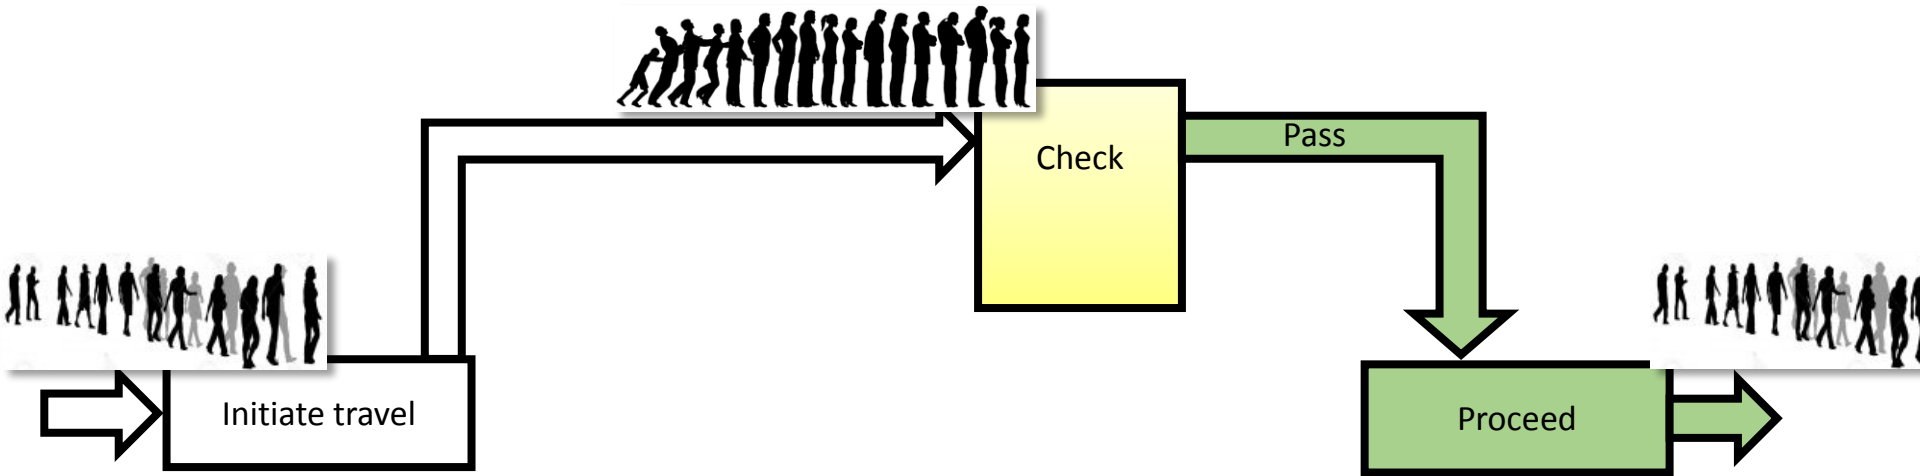 Initiate travel
Check
Pass
Proceed